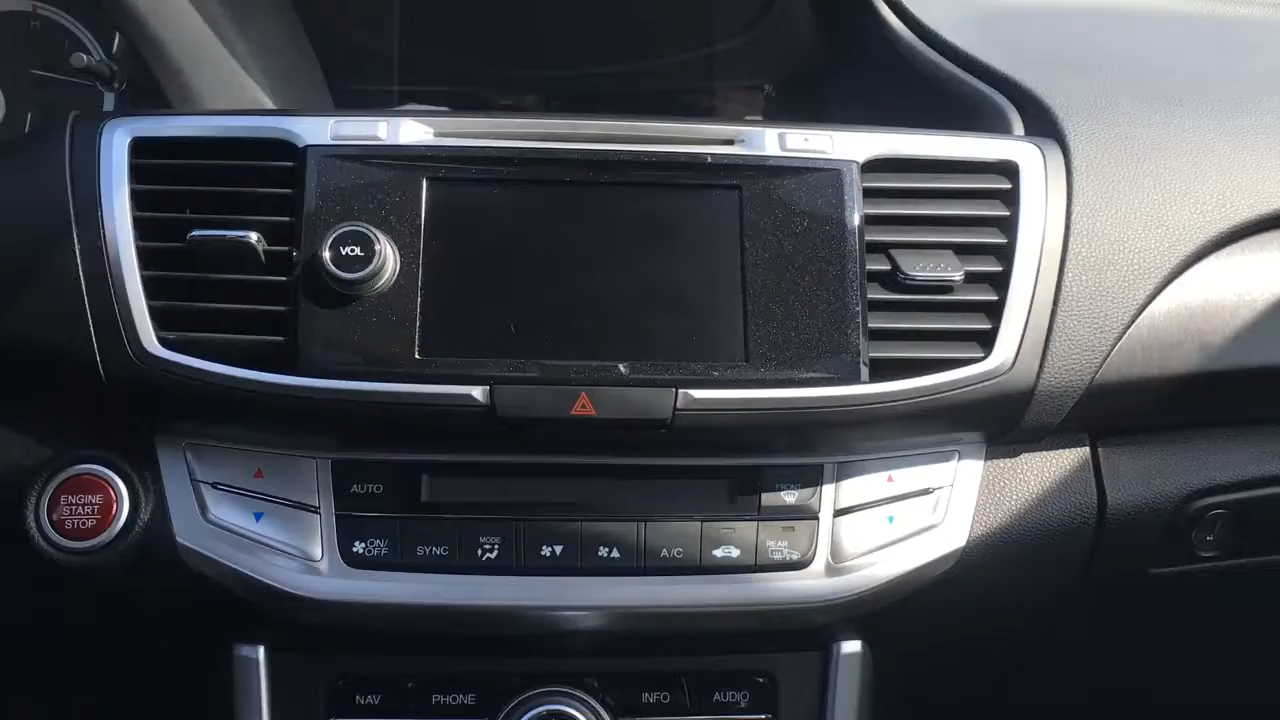 H
VOL
ENGINE
START
STOP
AUTO
FRONT
ON/
OFF
SYNC
MODE
A/C
REAR
NAV
PHONE
INFO
AUDIO